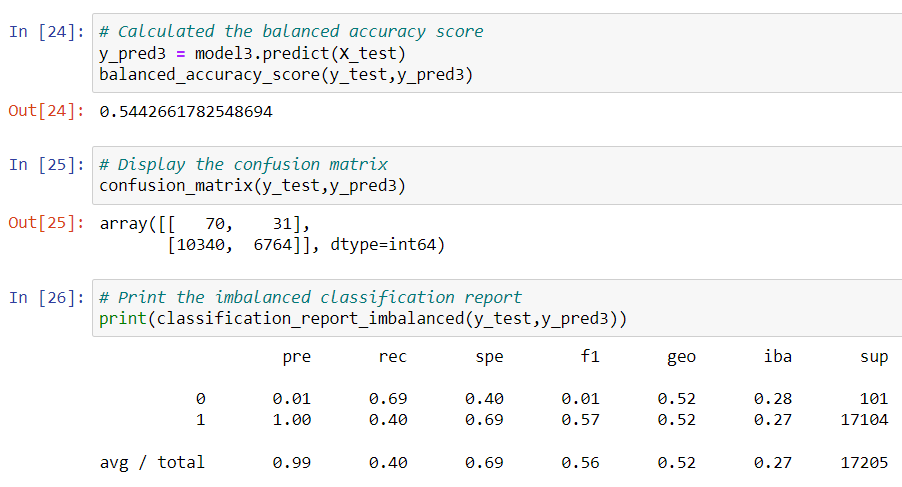 In [24]: # Calculated the balanced accuracy score
y_pred3 = model3.predict(X_test)
balanced_accuracy_score(y_test,y_pred3)
Out[24]: 0.5442661782548694
In [25]: # Display the confusion matrix
confusion_matrix(y_test,y_pred3)
Out[25]: array([[   70,    31],
       [10340,  6764]], dtype=int64)
In [26]: # Print the imbalanced classification report
print(classification_report_imbalanced(y_test,y_pred3))
pre rec spe f1 geo iba sup
0 0.01 0.69 0.40 0.01 0.52 0.28 101
1 1.00 0.40 0.69 0.57 0.52 0.27 17104
avg / total 0.99 0.40 0.69 0.56 0.52 0.27 17205